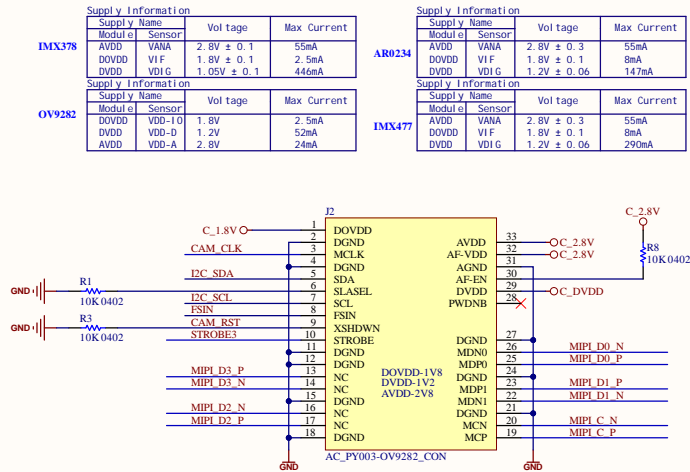 Supply Information
Supply Name Voltage Max Current
Module Sensor
IMX378
AVDD VANA 2.8V ± 0.1 55mA
DOVDD VIF 1.8V ± 0.1 2.5mA
DVDD VDIG 1.05V ± 0.1 446mA
Supply Information
Supply Name Voltage Max Current
Module Sensor
OV9282
DOVDD VDD-IO 1.8V 2.5mA
DVDD VDD-D 1.2V 52mA
AVDD VDD-A 2.8V 24mA
Supply Information
Supply Name Voltage Max Current
Module Sensor
AR0234
AVDD VANA 2.8V ± 0.3 55mA
DOVDD VIF 1.8V ± 0.1 8mA
DVDD VDIG 1.2V ± 0.06 147mA
Supply Name Voltage Max Current
Module Sensor
IMX477
AVDD VANA 2.8V ± 0.3 55mA
DOVDD VIF 1.8V ± 0.1 8mA
DVDD VDIG 1.2V ± 0.06 290mA
J2
C_1.8V 1 DOVDD
2 DGND
CAM_CLK 3 MCLK
4 DGND
I2C_SDA 5 SDA
GND R1 10K 0402 6 SLASEL
I2C_SCL 7 SCL
FSIN 8 FSIN
GND R3 10K 0402 CAM_RST 9 XSHDWN
STROBE3 10 STROBE
11 DGND
12 DGND
MIPI_D3_P 13 NC
MIPI_D3_N 14 NC
15 DGND
MIPI_D2_N 16 NC
MIPI_D2_P 17 NC
18 DGND
GND
DOVDD-1V8
DVDD-1V2
AVDD-2V8
C_2.8V
R8
10K 0402
AVDD 33 C_2.8V
AF-VDD 32 C_2.8V
AGND 31
AF-EN 30
DVDD 29 C_DVDD
PWDNB 28
DGND 27
MDN0 26 MIPI_D0_N
MDP0 25 MIPI_D0_P
DGND 24
MDP1 23 MIPI_D1_P
MDN1 22 MIPI_D1_N
DGND 21
MCN 20 MIPI_C_N
MCP 19 MIPI_C_P
GND
AC_PY003-OV9282_CON